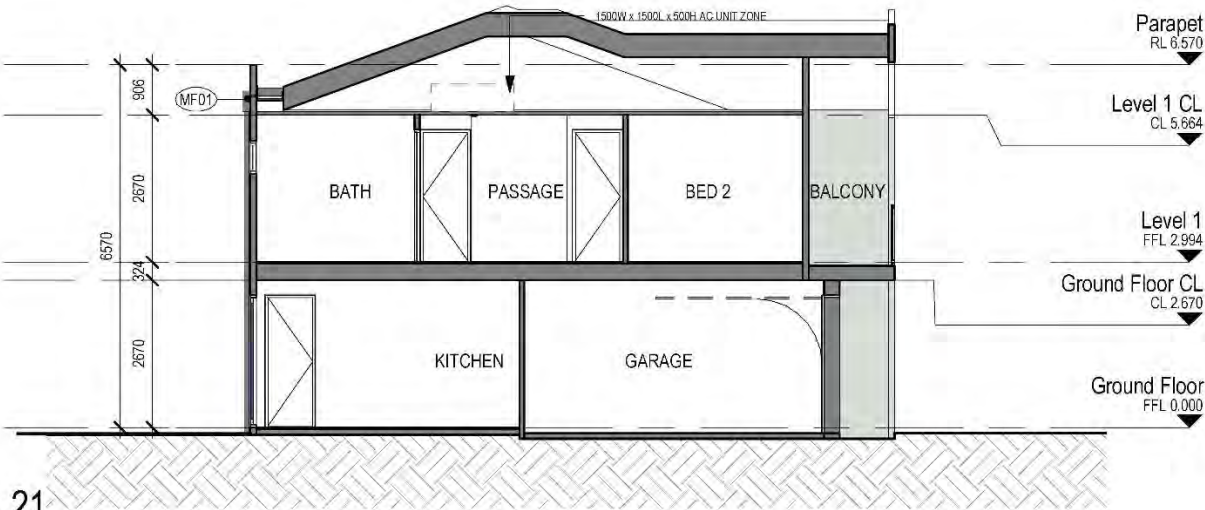 1500W x 1500L x 500H AC UNIT ZONE
Parapet
RL 6.570
906
MF01
Level 1 CL
CL 5.664
2670
BATH
PASSAGE
BED 2
BALCONY
6570
Level 1
FFL 2.994
324
Ground Floor CL
CL 2.670
2670
KITCHEN
GARAGE
Ground Floor
FFL 0.000
21